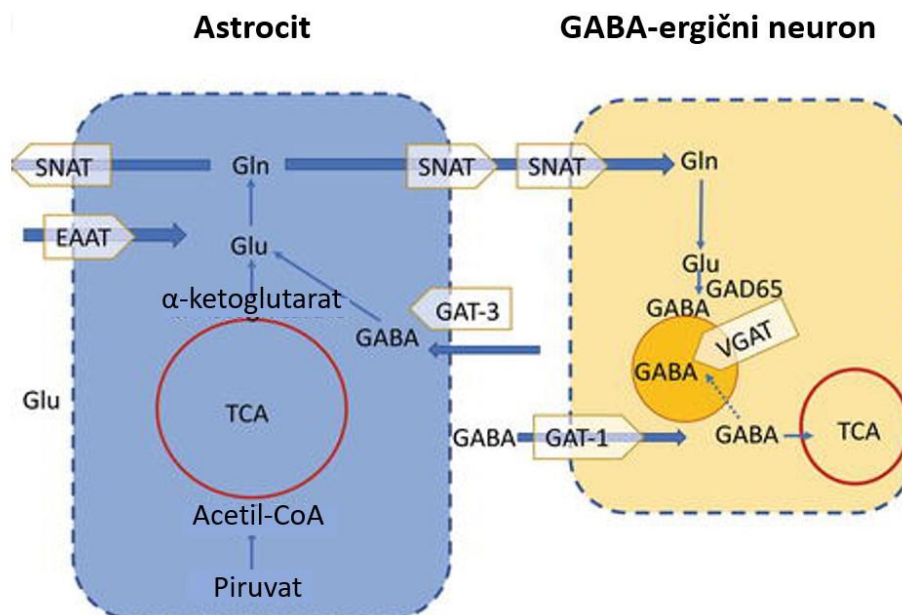 Astrocit
GABA-ergični neuron
SNAT
Gln
SNAT
SNAT
Gln
EAAT
Glu
Glu
GAD65
α-ketoglutarat
GABA
GAT-3
VGAT
GABA
GABA
Glu
TCA
GABA
GAT-1
GABA
TCA
Acetil-CoA
Piruvat